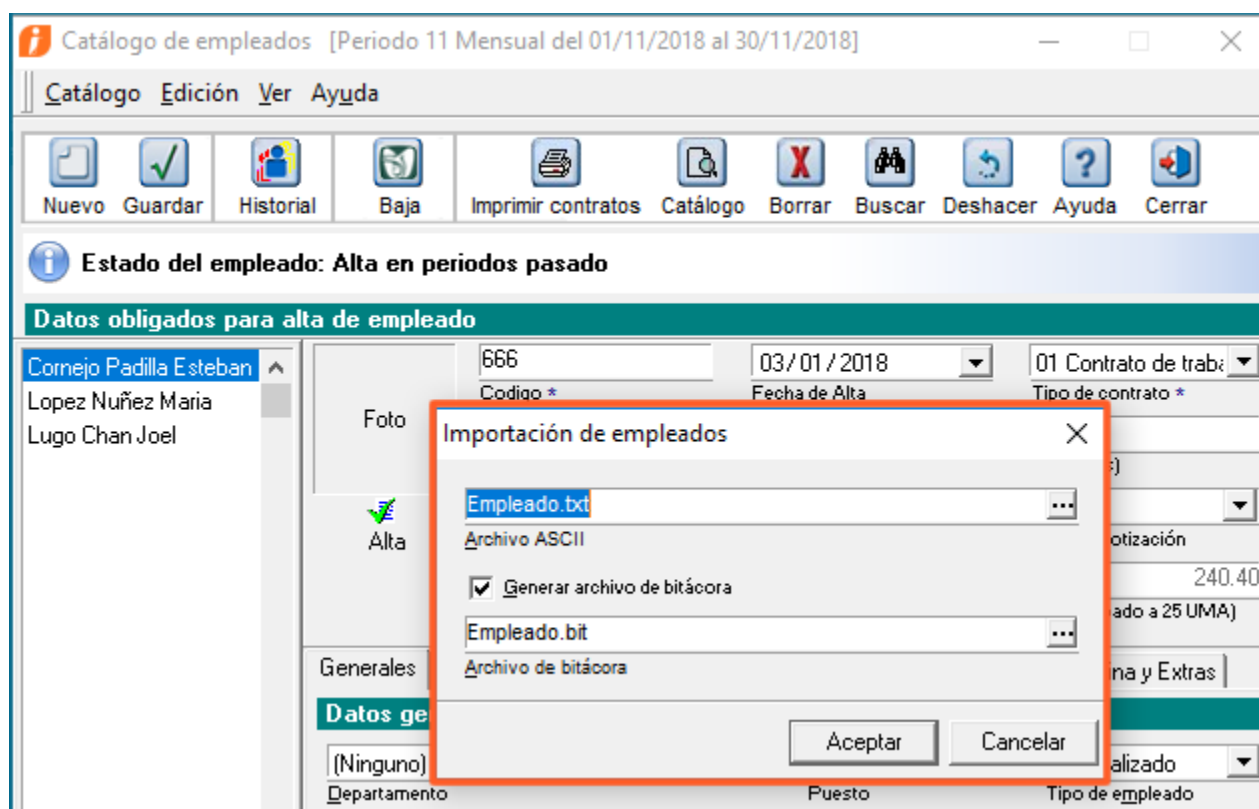 Catálogo de empleados [Periodo 11 Mensual del 01/11/2018 al 30/11/2018]
Catálogo Edición Ver Ayuda
Nuevo Guardar Historial Baja Imprimir contratos Catálogo Borrar Buscar Deshacer Ayuda Cerrar
Estado del empleado: Alta en periodos pasado
Datos obligados para alta de empleado
Cornejo Padilla Esteban
Lopez Nuñez Maria
Lugo Chan Joel
Foto
Alta
666 03/01/2018 01 Contrato de traba
Codigo * Fecha de Alta Tipo de contrato *
Importación de empleados
Empleado.txt
Archivo ASCII
Generar archivo de bitácora
Empleado.bit
Archivo de bitácora
Aceptar Cancelar
otización
240.40
ado a 25 UMA)
Generales ina y Extras
Datos ge
(Ninguno) alizado
Departamento Puesto Tipo de empleado